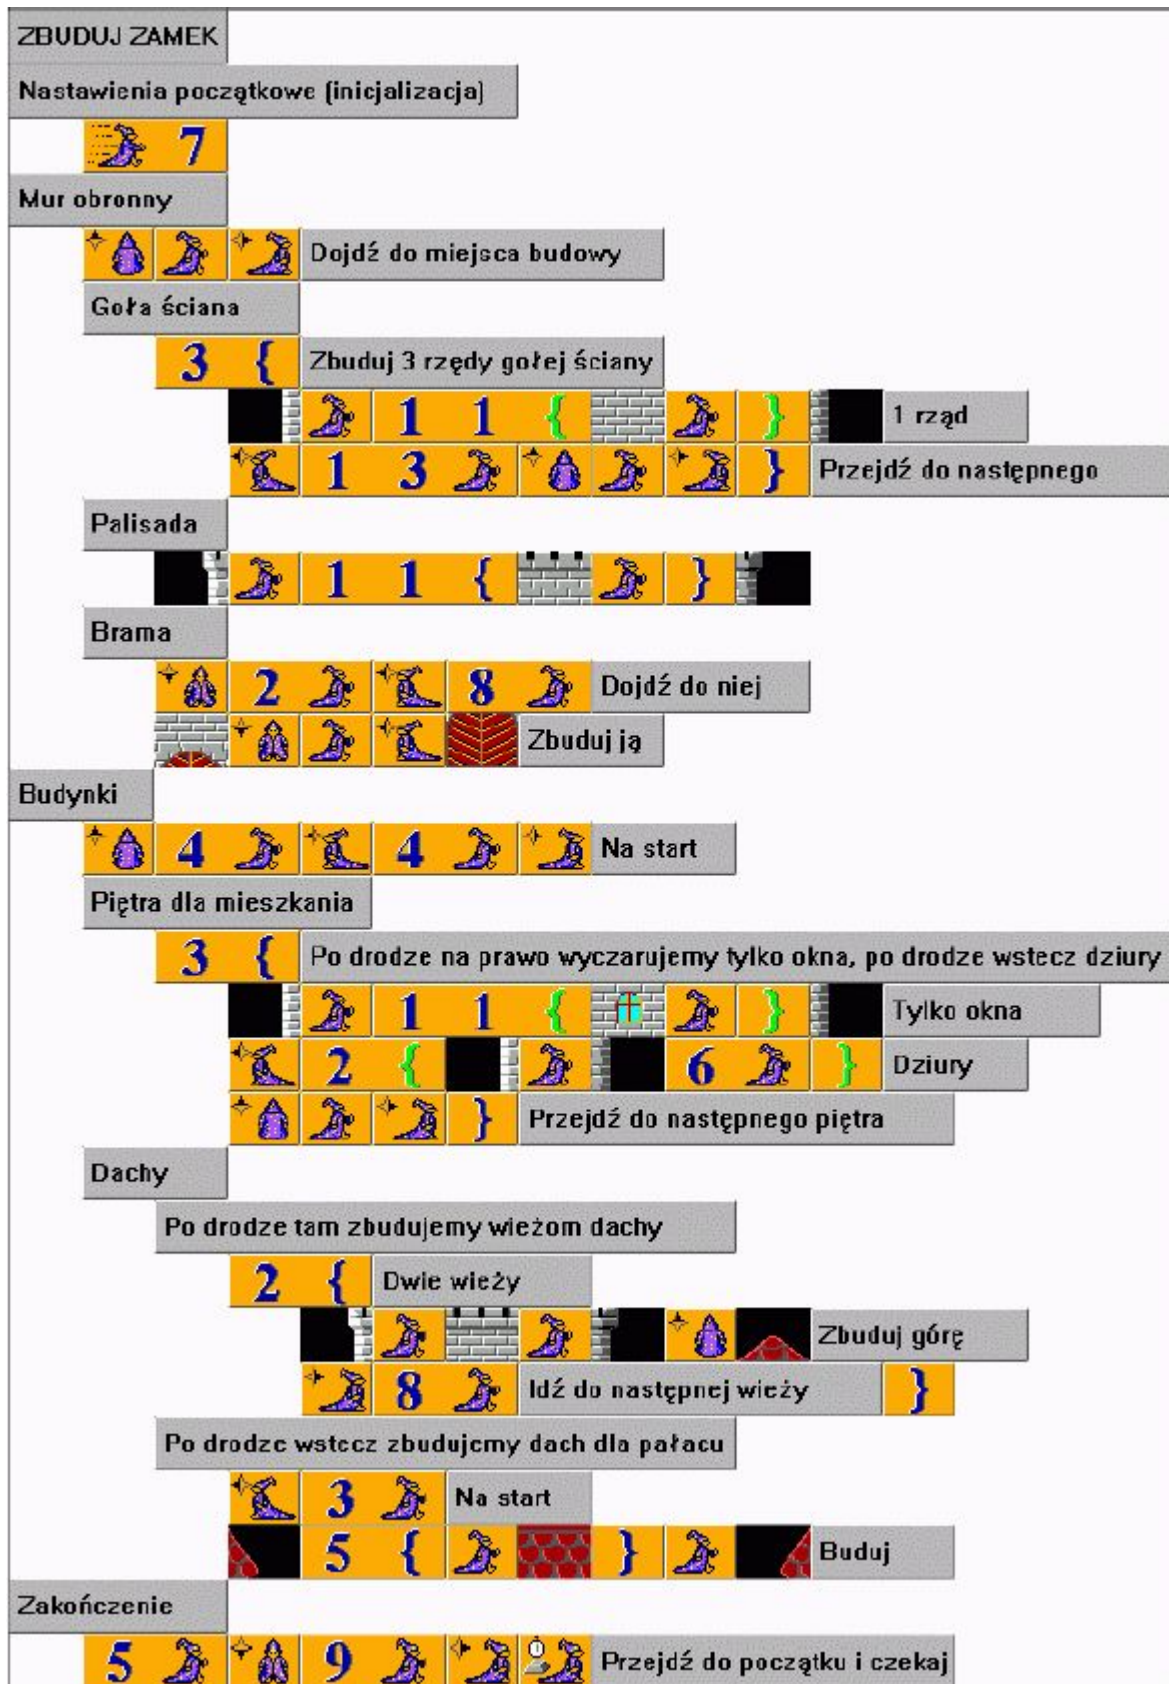 ZBUDUJ ZAMEK
Nastawienia początkowe (inicjalizacja)
7
Mur obronny
Dojdź do miejsca budowy
Goła ściana
3 { Zbuduj 3 rzędy gołej ściany
1 1 { } 1 rząd
1 3 } Przejdź do następnego
Palisada
1 1 { }
Brama
2 8 Dojdź do niej
Zbuduj ją
Budynki
4 4 Na start
Piętra dla mieszkania
3 { Po drodze na prawo wyczarujemy tylko okna, po drodze wstecz dziury
1 1 { } Tylko okna
2 { 6 } Dziury
} Przejdź do następnego piętra
Dachy
Po drodze tam zbudujemy wieżom dachy
2 { Dwie wieży
Zbuduj górę
8 Idź do następnej wieży }
Po drodze wstecz zbudujemy dach dla pałacu
3 Na start
5 { } Buduj
Zakończenie
5 9 Przejdź do początku i czekaj